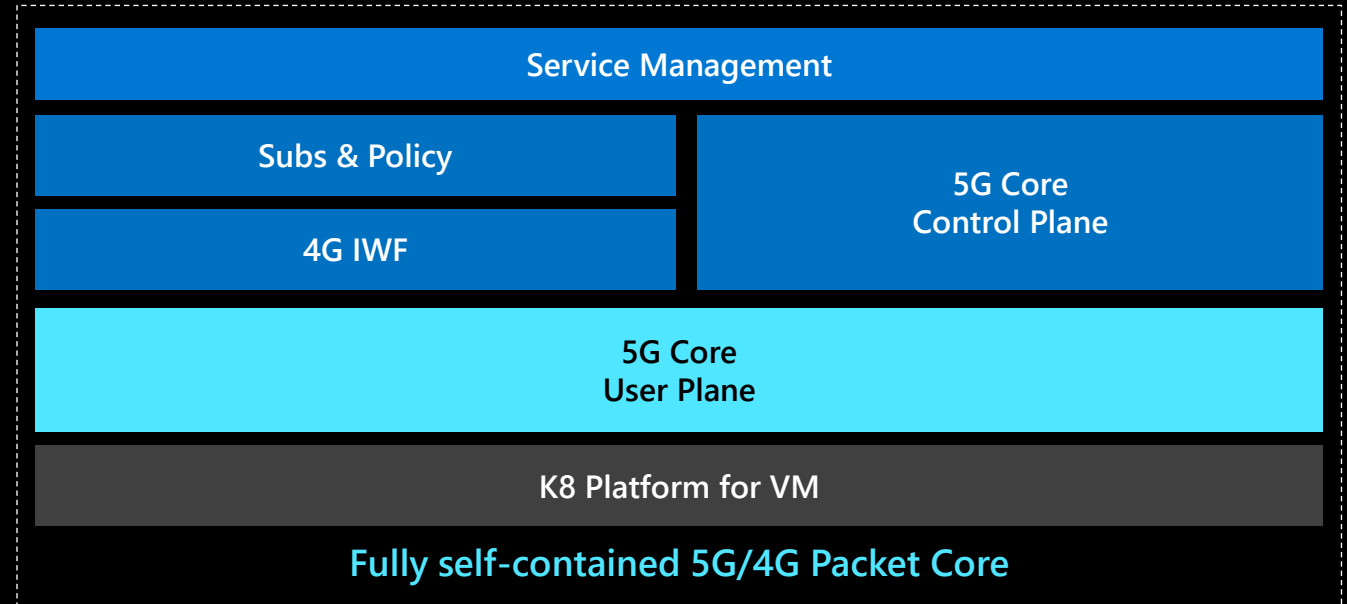 Service Management
Subs & Policy
4G IWF
5G Core
Control Plane
5G Core
User Plane
K8 Platform for VM
Fully self-contained 5G/4G Packet Core